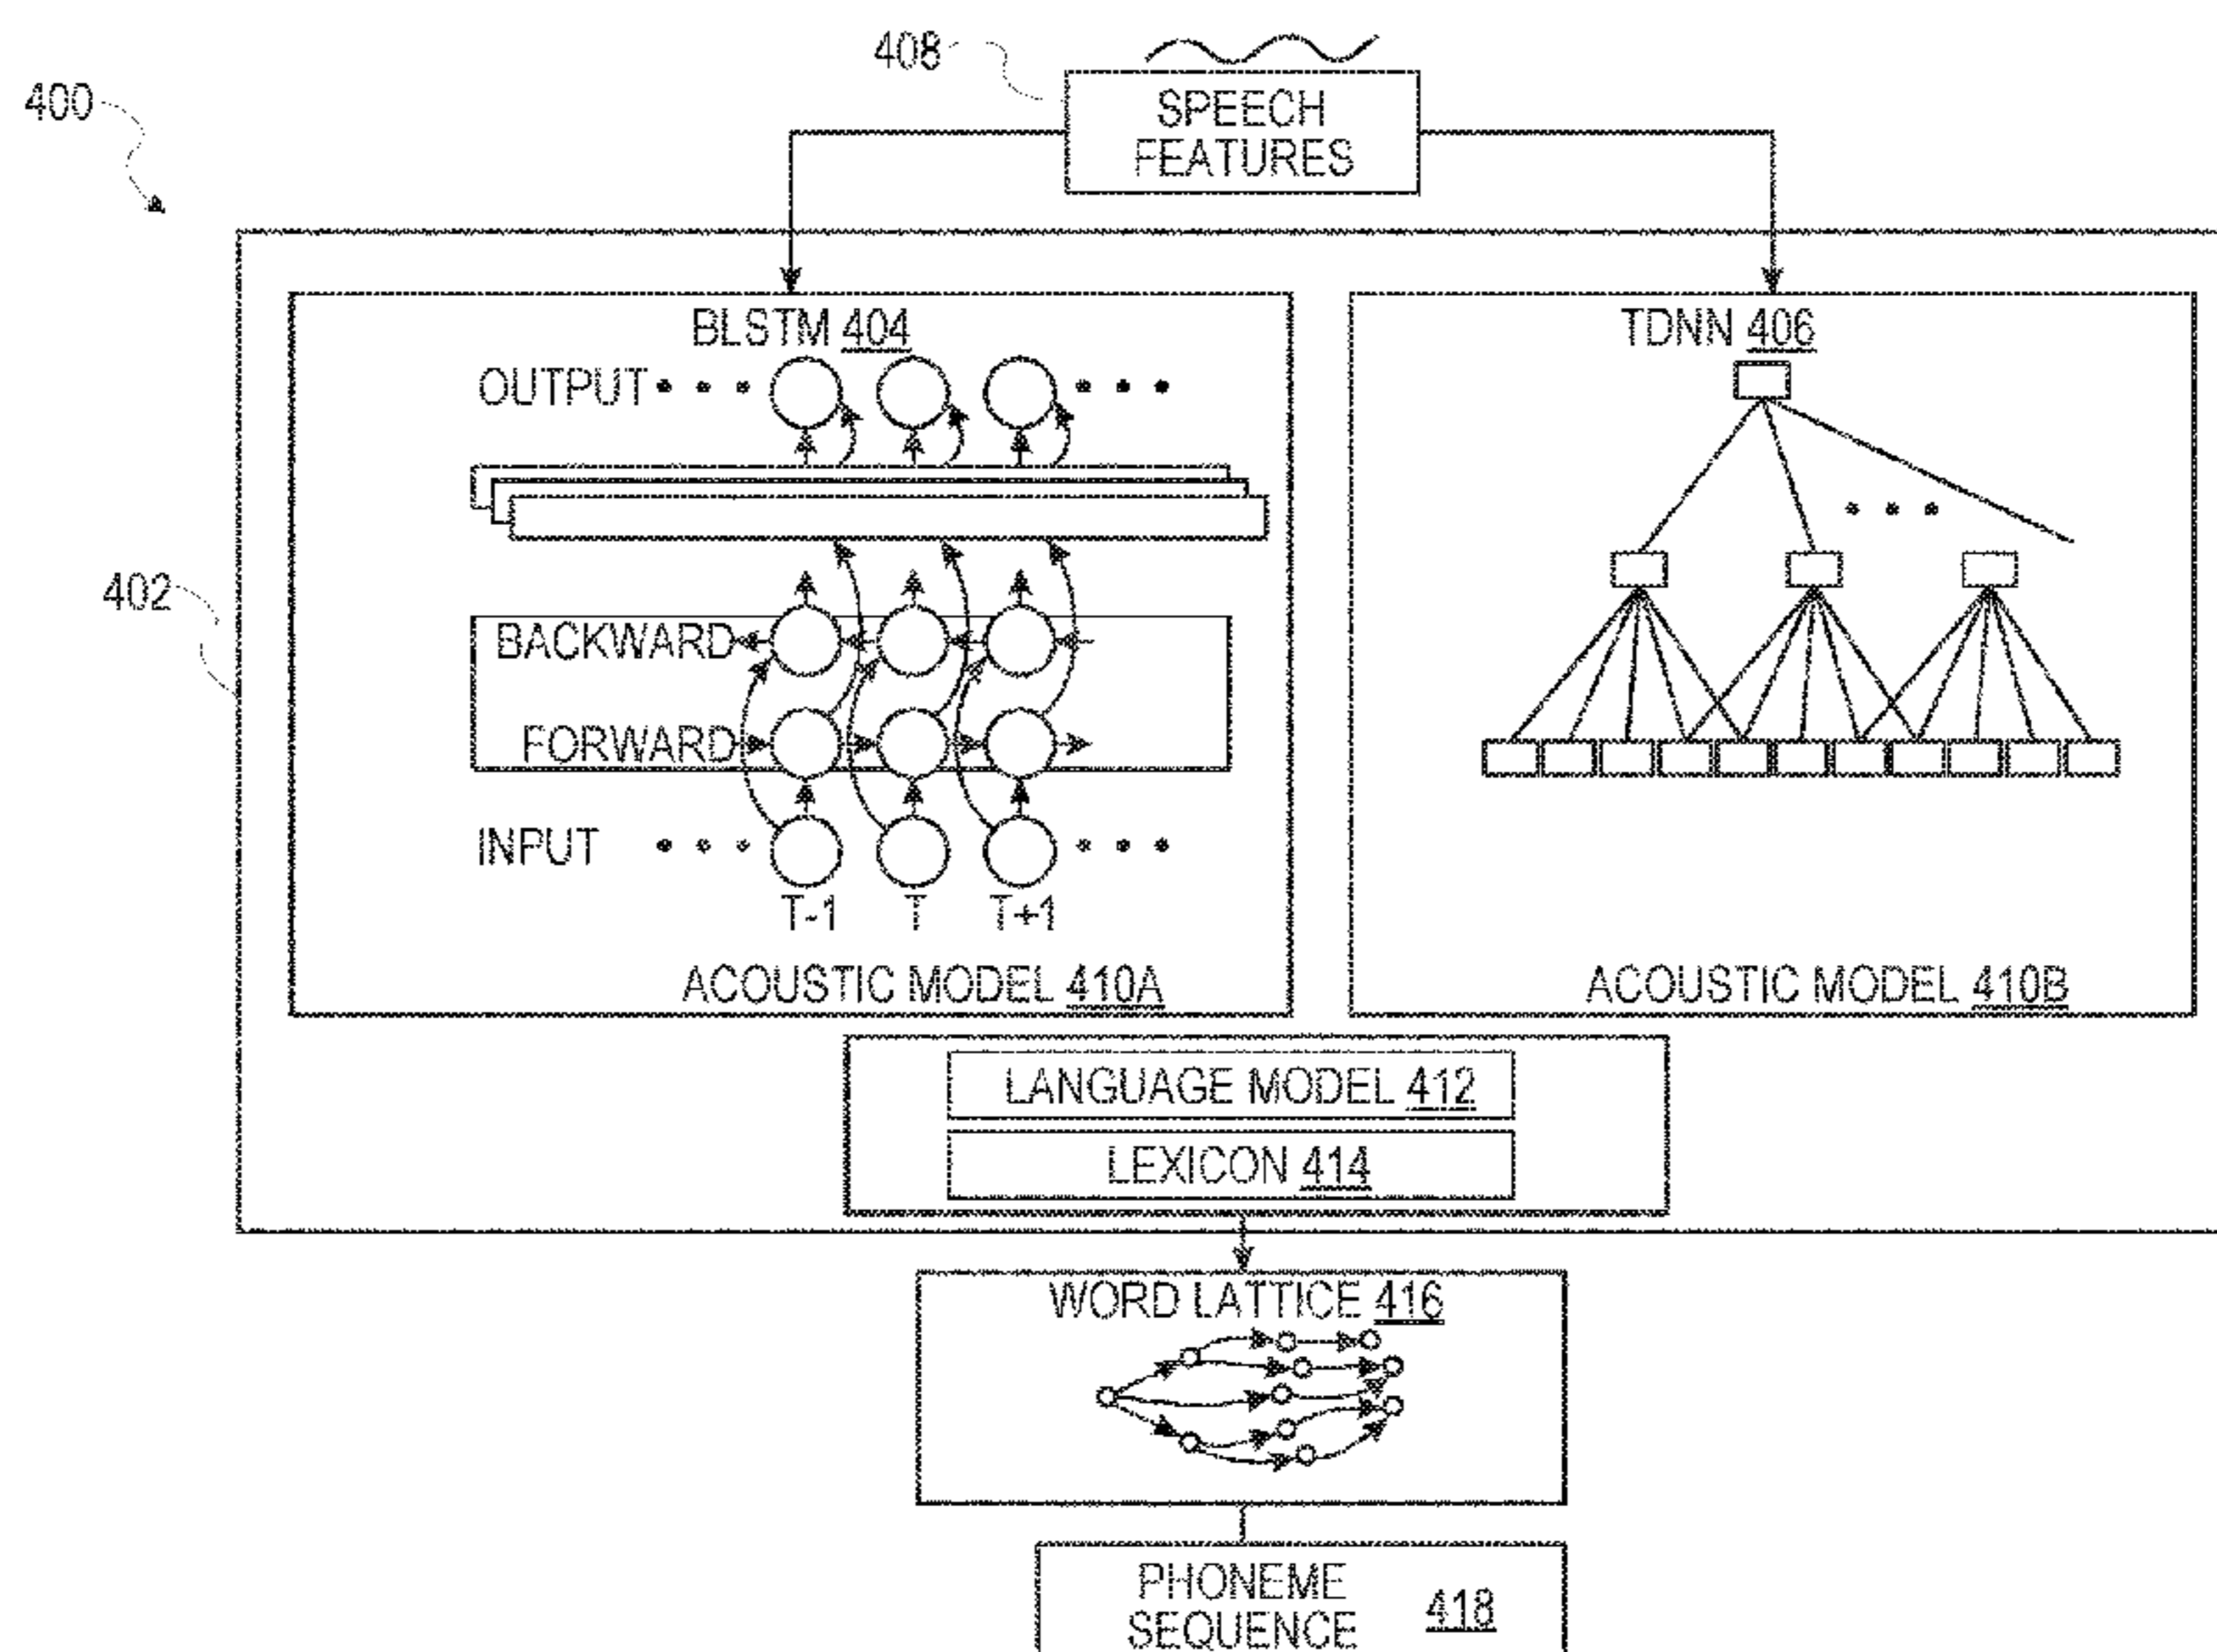 408
400
SPEECH
FEATURES
BLSTM 404
TDNN 406
OUTPUT
402
BACKWARD
FORWARD
INPUT
T-1 T T+1
ACOUSTIC MODEL 410A
ACOUSTIC MODEL 410B
LANGUAGE MODEL 412
LEXICON 414
WORD LATTICE 416
PHONEME
SEQUENCE 418